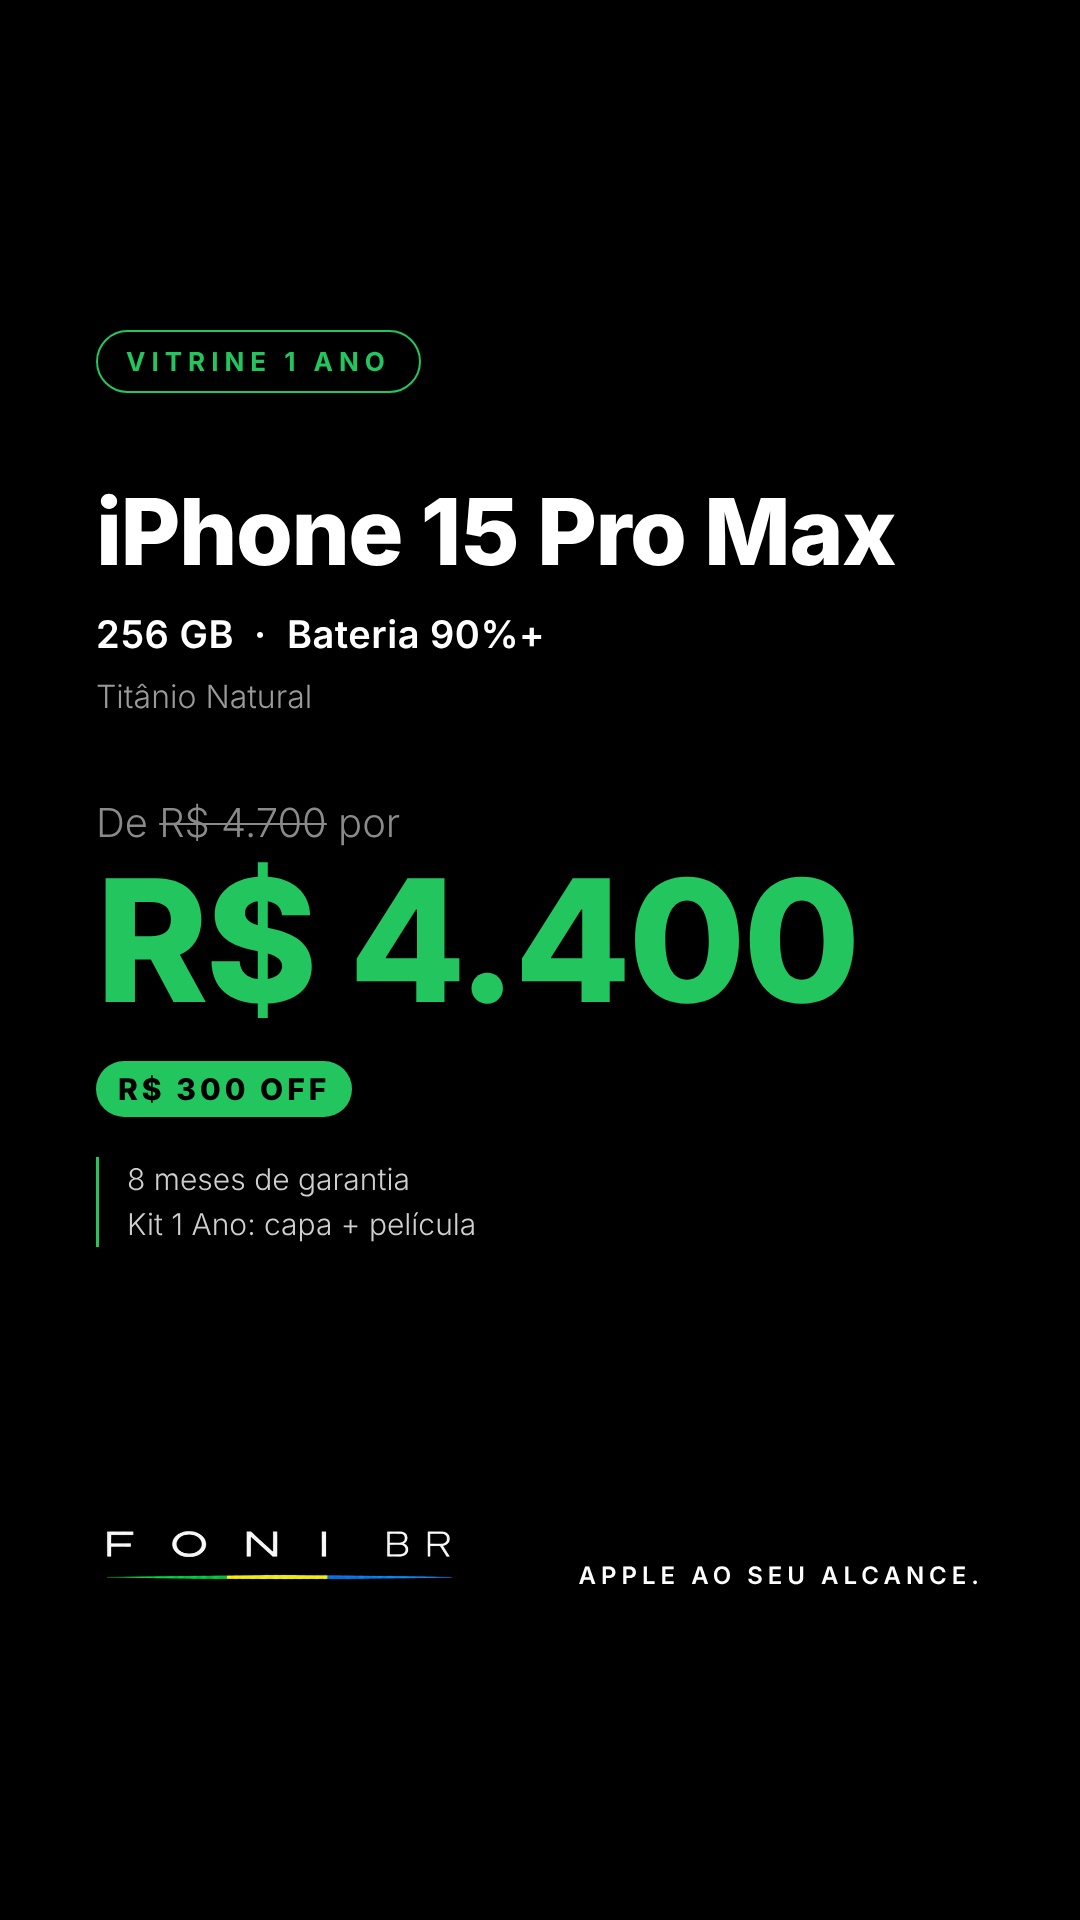 VITRINE 1 ANO
iPhone 15 Pro Max
256 GB · Bateria 90%+
Titânio Natural
De R$ 4.700 por
R$ 4.400
R$ 300 OFF
8 meses de garantia
Kit 1 Ano: capa + película
FONI BR
APPLE AO SEU ALCANCE.